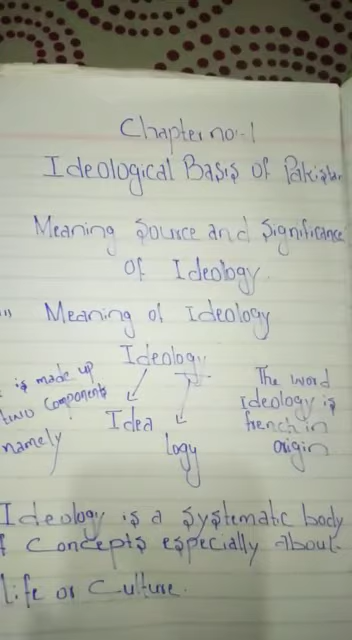 Chapter no:-1
Ideological Basis of Pakistan
Meaning Source and Significance
of Ideology.
Meaning of Ideology
Ideology
is made up
two components
namely
Idea
logy
The word
Ideology is
french in
origin
Ideology is a systematic body
f concepts especially about
life or Culture.